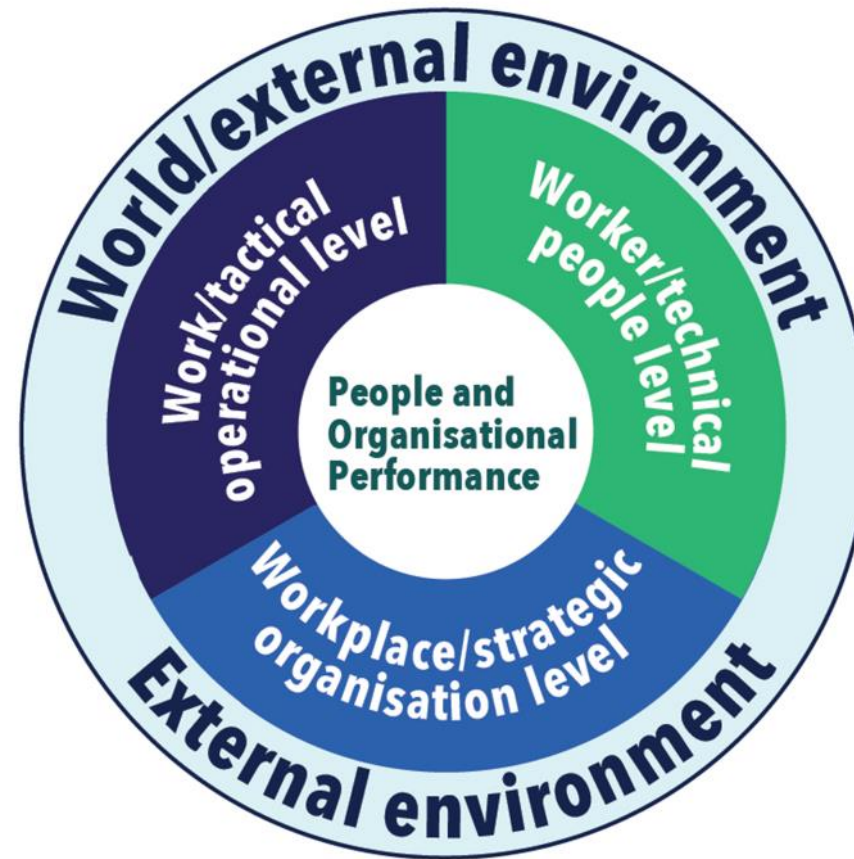 World/external environment
Work/tactical
operational level
Worker/technical
people level
People and
Organisational
Performance
Workplace/strategic
organisation level
External environment